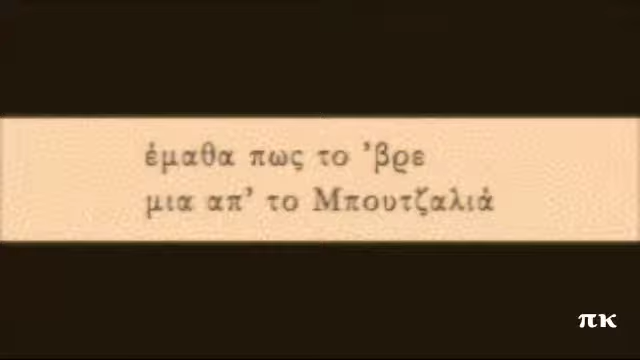 έμαθα πως το 'βρε
μια απ' το Μπουτζαλιά
πκ